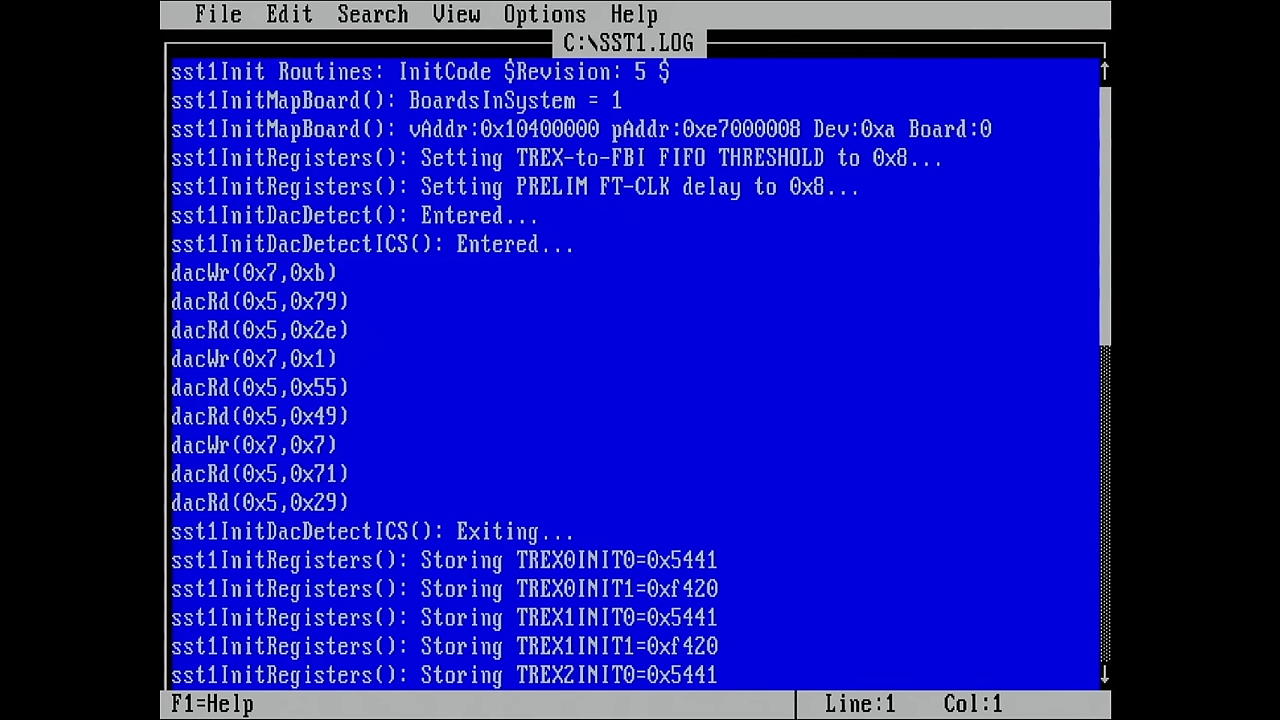 File Edit Search View Options Help
C:\SST1.LOG
sst1Init Routines: InitCode $Revision: 5 $
sst1InitMapBoard(): BoardsInSystem = 1
sst1InitMapBoard(): vAddr:0x10400000 pAddr:0xe7000008 Dev:0xa Board:0
sst1InitRegisters(): Setting TREX-to-FBI FIFO THRESHOLD to 0x8...
sst1InitRegisters(): Setting PRELIM FT-CLK delay to 0x8...
sst1InitDacDetect(): Entered...
sst1InitDacDetectICS(): Entered...
dacWr(0x7,0xb)
dacRd(0x5,0x79)
dacRd(0x5,0x2e)
dacWr(0x7,0x1)
dacRd(0x5,0x55)
dacRd(0x5,0x49)
dacWr(0x7,0x7)
dacRd(0x5,0x71)
dacRd(0x5,0x29)
sst1InitDacDetectICS(): Exiting...
sst1InitRegisters(): Storing TREX0INIT0=0x5441
sst1InitRegisters(): Storing TREX0INIT1=0xf420
sst1InitRegisters(): Storing TREX1INIT0=0x5441
sst1InitRegisters(): Storing TREX1INIT1=0xf420
sst1InitRegisters(): Storing TREX2INIT0=0x5441
F1=Help Line:1 Col:1